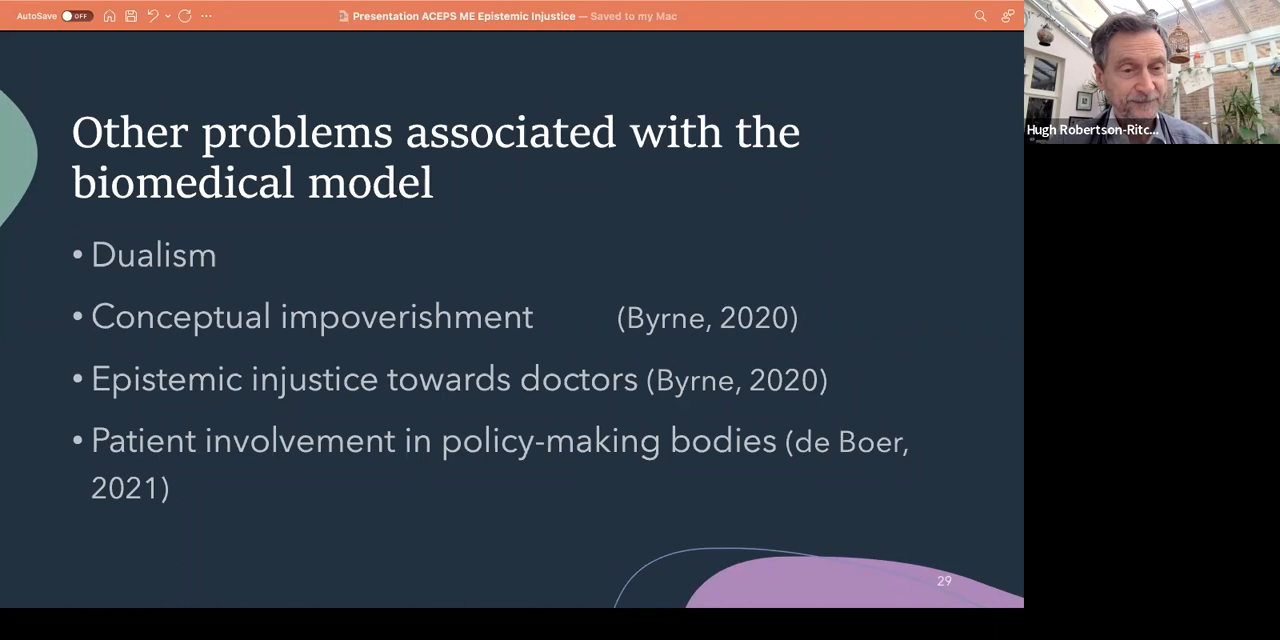 AutoSave OFF
Presentation ACEPS ME Epistemic Injustice — Saved to my Mac
Hugh Robertson-Ritc...
Other problems associated with the
biomedical model
• Dualism
• Conceptual impoverishment (Byrne, 2020)
• Epistemic injustice towards doctors (Byrne, 2020)
• Patient involvement in policy-making bodies (de Boer,
2021)
29